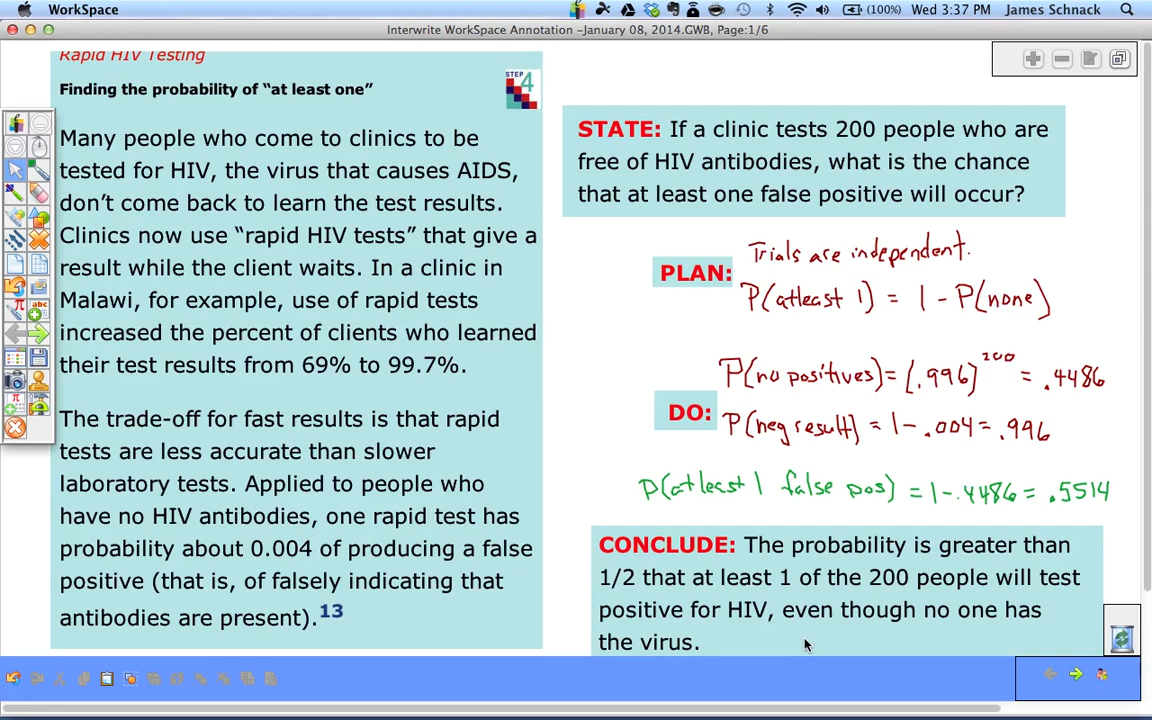 WorkSpace
(100%) Wed 3:37 PM James Schnack
Interwrite WorkSpace Annotation -January 08, 2014.GWB, Page:1/6
Rapid HIV Testing
Finding the probability of “at least one”
STEP 4
Many people who come to clinics to be
tested for HIV, the virus that causes AIDS,
don’t come back to learn the test results.
Clinics now use “rapid HIV tests” that give a
result while the client waits. In a clinic in
Malawi, for example, use of rapid tests
increased the percent of clients who learned
their test results from 69% to 99.7%.
The trade-off for fast results is that rapid
tests are less accurate than slower
laboratory tests. Applied to people who
have no HIV antibodies, one rapid test has
probability about 0.004 of producing a false
positive (that is, of falsely indicating that
antibodies are present).13
STATE: If a clinic tests 200 people who are
free of HIV antibodies, what is the chance
that at least one false positive will occur?
Trials are independent.
PLAN:
P(atleast 1) = 1 - P(none)
P(no positives) = (.996)^200 = .4486
DO:
P(neg result) = 1 - .004 = .996
P(atleast 1 false pos) = 1 - .4486 = .5514
CONCLUDE: The probability is greater than
1/2 that at least 1 of the 200 people will test
positive for HIV, even though no one has
the virus.